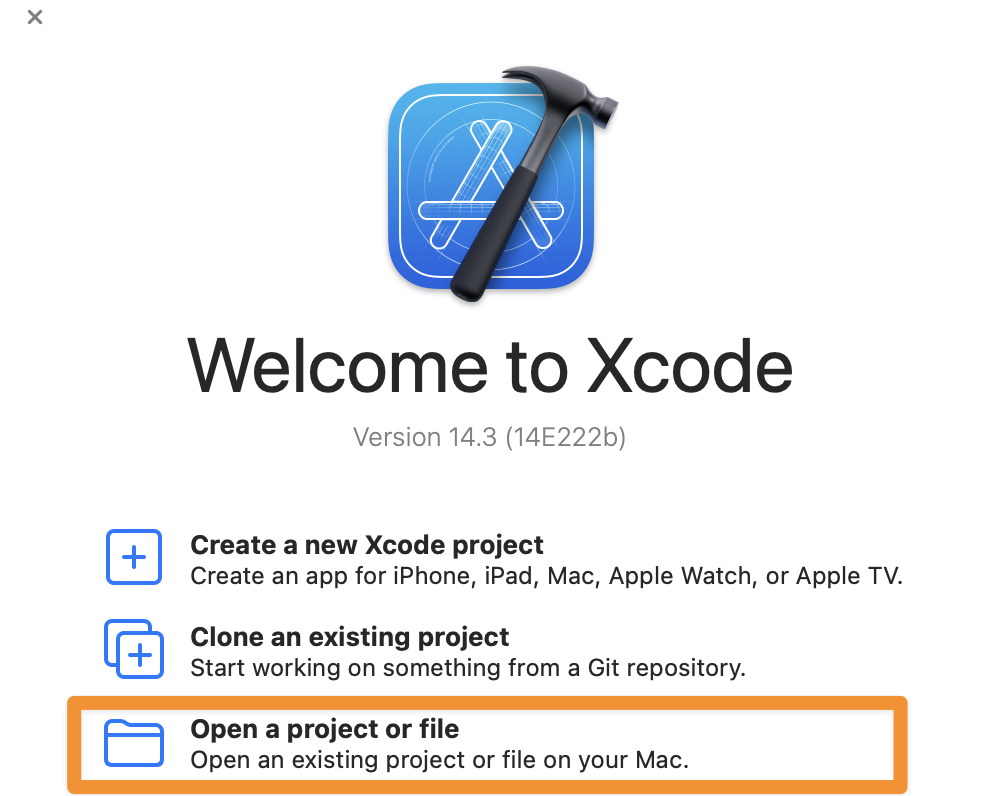 Welcome to Xcode
Version 14.3 (14E222b)
Create a new Xcode project
Create an app for iPhone, iPad, Mac, Apple Watch, or Apple TV.
Clone an existing project
Start working on something from a Git repository.
Open a project or file
Open an existing project or file on your Mac.